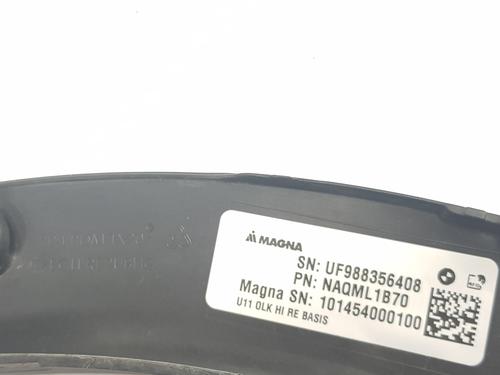 MAGNA
SN: UF988356408
PN: NAQML1B70
Magna SN: 101454000100
U11 OLK HI RE BASIS